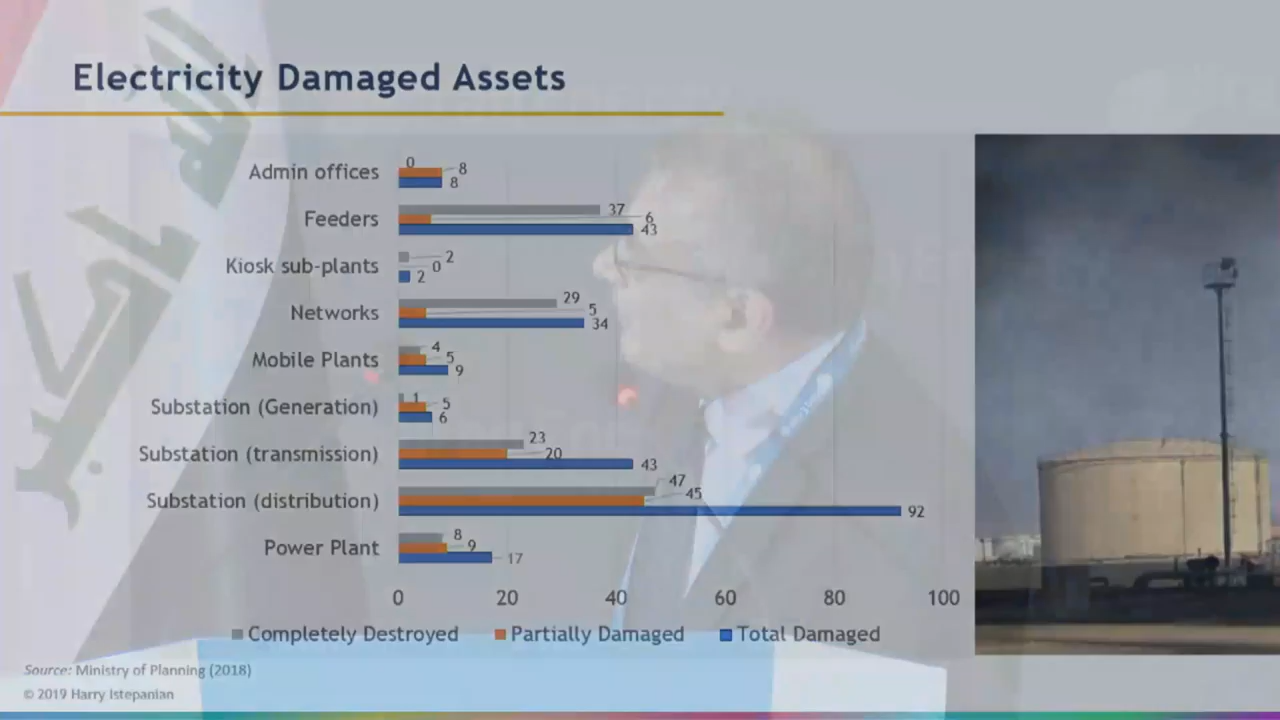 Electricity Damaged Assets
Admin offices 0 8 8
Feeders 37 6 43
Kiosk sub-plants 2 0 2
Networks 29 5 34
Mobile Plants 4 5 9
Substation (Generation) 1 5 6
Substation (transmission) 23 20 43
Substation (distribution) 47 45 92
Power Plant 8 9 17
0 20 40 60 80 100
Completely Destroyed Partially Damaged Total Damaged
Source: Ministry of Planning (2018)
© 2019 Harry Istepanian
الله اكبر